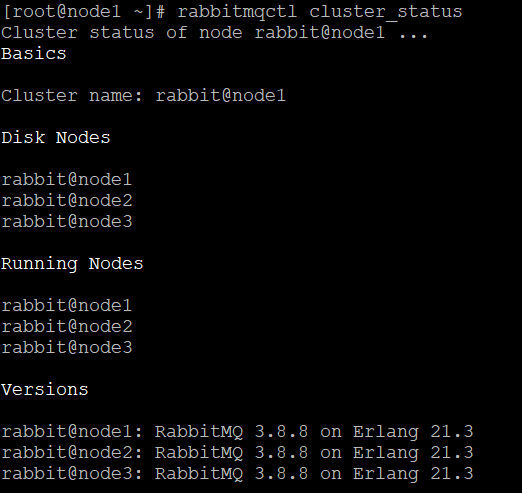 [root@node1 ~]# rabbitmqctl cluster_status
Cluster status of node rabbit@node1 ...
Basics
Cluster name: rabbit@node1
Disk Nodes
rabbit@node1
rabbit@node2
rabbit@node3
Running Nodes
rabbit@node1
rabbit@node2
rabbit@node3
Versions
rabbit@node1: RabbitMQ 3.8.8 on Erlang 21.3
rabbit@node2: RabbitMQ 3.8.8 on Erlang 21.3
rabbit@node3: RabbitMQ 3.8.8 on Erlang 21.3